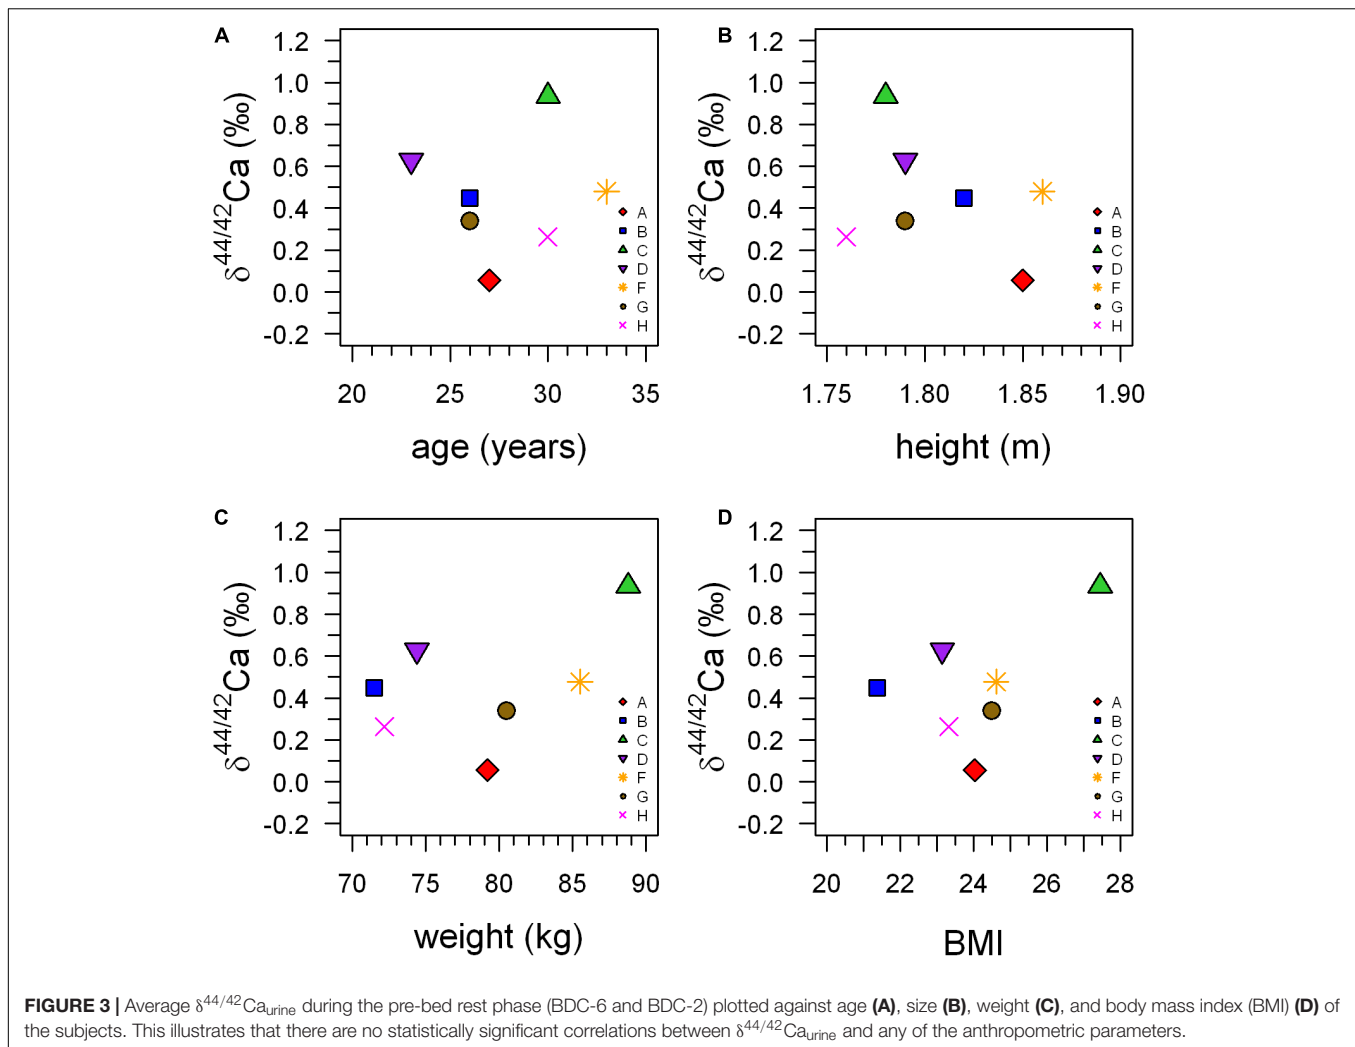 A
1.2
1.0
0.8
0.6
0.4
0.2
0.0
-0.2
δ44/42Ca (‰)
20 25 30 35
age (years)
A
B
C
D
F
G
H
B
1.2
1.0
0.8
0.6
0.4
0.2
0.0
-0.2
δ44/42Ca (‰)
1.75 1.80 1.85 1.90
height (m)
A
B
C
D
F
G
H
C
1.2
1.0
0.8
0.6
0.4
0.2
0.0
-0.2
δ44/42Ca (‰)
70 75 80 85 90
weight (kg)
A
B
C
D
F
G
H
D
1.2
1.0
0.8
0.6
0.4
0.2
0.0
-0.2
δ44/42Ca (‰)
20 22 24 26 28
BMI
A
B
C
D
F
G
H
FIGURE 3 | Average δ44/42Caurine during the pre-bed rest phase (BDC-6 and BDC-2) plotted against age (A), size (B), weight (C), and body mass index (BMI) (D) of
the subjects. This illustrates that there are no statistically significant correlations between δ44/42Caurine and any of the anthropometric parameters.